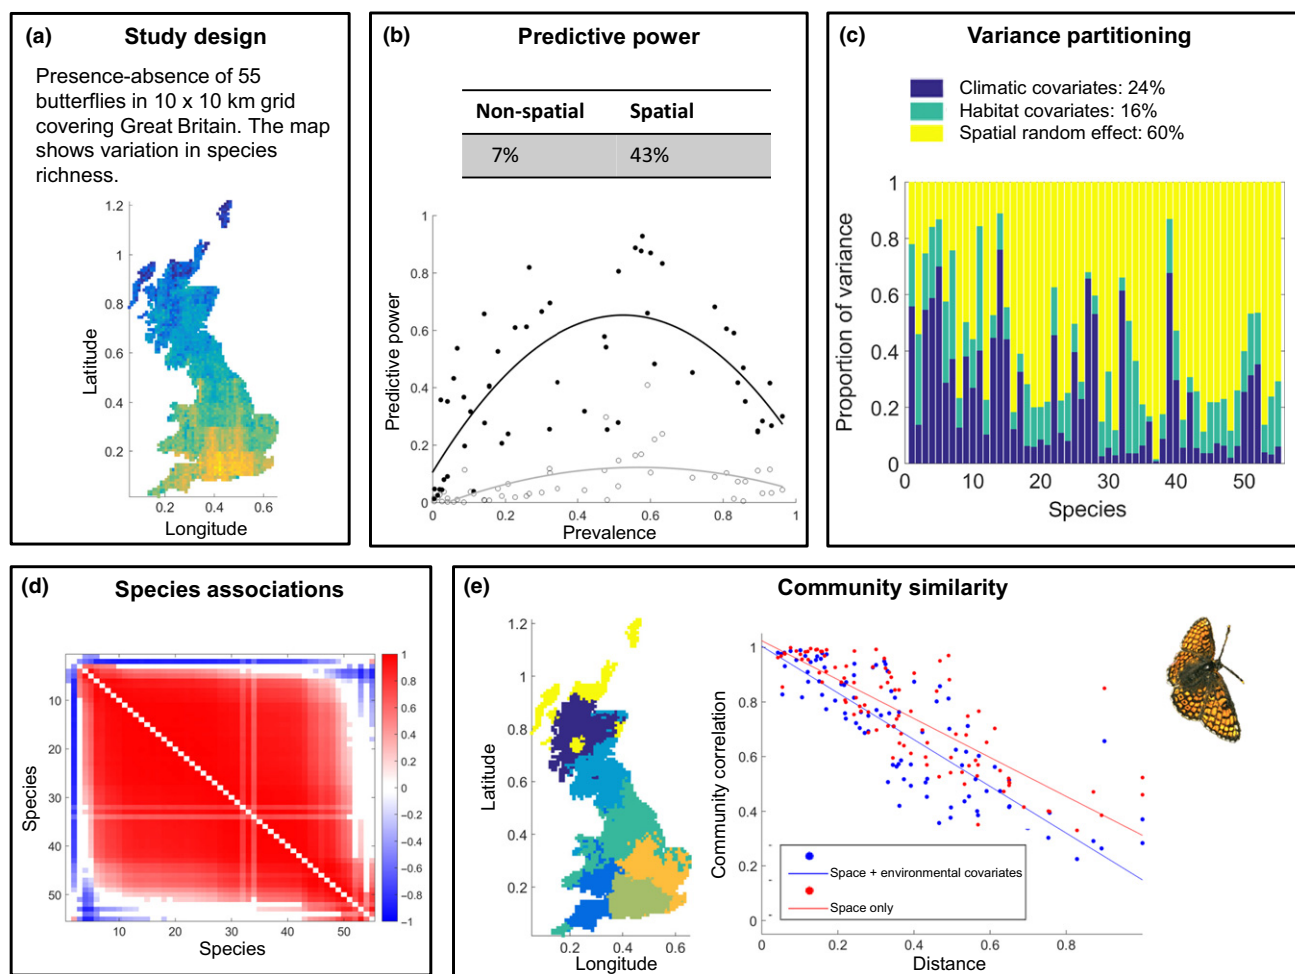 (a) Study design
Presence-absence of 55
butterflies in 10 x 10 km grid
covering Great Britain. The map
shows variation in species
richness.
1.2
1
0.8
0.6
0.4
0.2
Latitude
0.2 0.4 0.6
Longitude
(b) Predictive power
Non-spatial Spatial
7% 43%
1
0.8
0.6
0.4
0.2
0
Predictive power
0 0.2 0.4 0.6 0.8 1
Prevalence
(c) Variance partitioning
Climatic covariates: 24%
Habitat covariates: 16%
Spatial random effect: 60%
1
0.8
0.6
0.4
0.2
0
Proportion of variance
0 10 20 30 40 50
Species
(d) Species associations
10
20
30
40
50
Species
10 20 30 40 50
Species
1
0.8
0.6
0.4
0.2
0
−0.2
−0.4
−0.6
−0.8
−1
(e) Community similarity
1.2
1
0.8
0.6
0.4
0.2
Latitude
0.2 0.4 0.6
Longitude
1
0.8
0.6
0.4
0.2
0
Community correlation
Space + environmental covariates
Space only
0 0.2 0.4 0.6 0.8
Distance